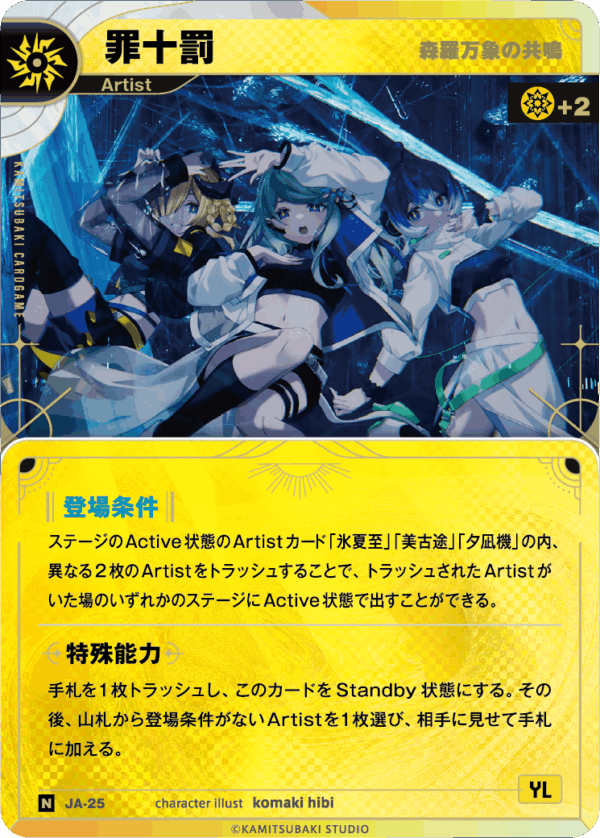 罪十罰
森羅万象の共鳴
Artist
+2
KAMITSUBAKI CARDGAME
登場条件
ステージのActive状態のArtistカード「氷夏至」「美古途」「夕凪機」の内、
異なる2枚のArtistをトラッシュすることで、トラッシュされたArtistが
いた場のいずれかのステージにActive状態で出すことができる。
特殊能力
手札を1枚トラッシュし、このカードをStandby状態にする。その
後、山札から登場条件がないArtistを1枚選び、相手に見せて手札
に加える。
YL
N JA-25 character illust komaki hibi
©KAMITSUBAKI STUDIO